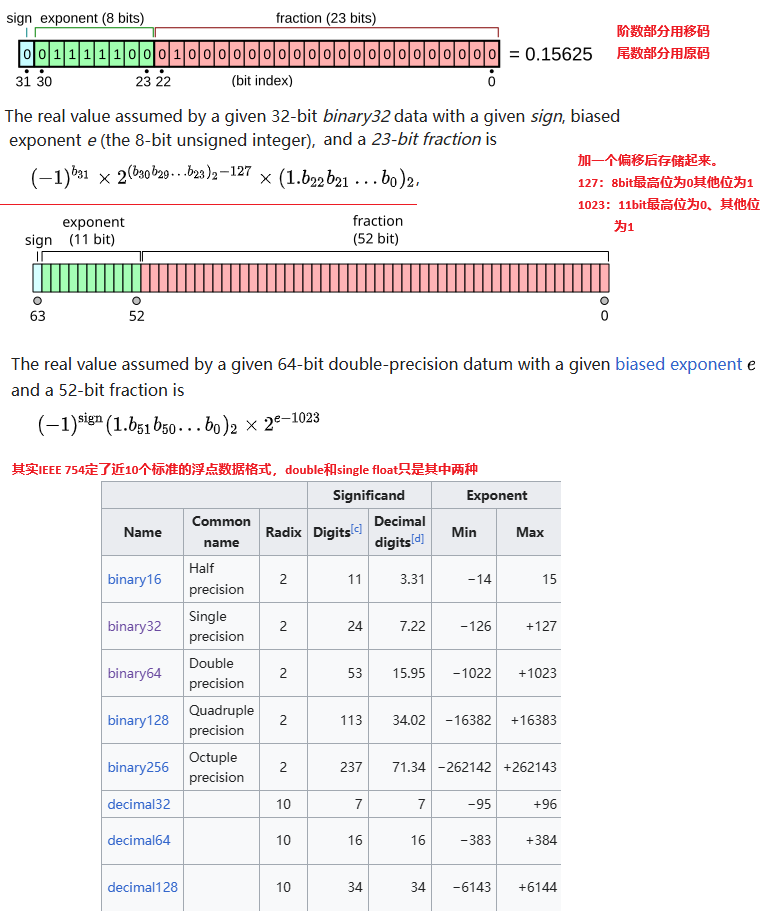 sign exponent (8 bits) fraction (23 bits)
0 0 1 1 1 1 1 0 0 0 1 0 0 0 0 0 0 0 0 0 0 0 0 0 0 0 0 0 0 0 0 0 = 0.15625
31 30 23 22 (bit index) 0
阶数部分用移码
尾数部分用原码
The real value assumed by a given 32-bit binary32 data with a given sign, biased
exponent e (the 8-bit unsigned integer), and a 23-bit fraction is
(−1)^{b_{31}} × 2^{(b_{30}b_{29}…b_{23})_2−127} × (1.b_{22}b_{21}…b_0)_2,
加一个偏移后存储起来。
127：8bit最高位为0其他位为1
1023：11bit最高位为0、其他位
为1
exponent fraction
sign (11 bit) (52 bit)
63 52 0
The real value assumed by a given 64-bit double-precision datum with a given biased exponent e
and a 52-bit fraction is
(−1)^{sign}(1.b_{51}b_{50}…b_0)_2 × 2^{e−1023}
其实IEEE 754定了近10个标准的浮点数据格式，double和single float只是其中两种
Significand Exponent
Name Common name Radix Digits[c] Decimal digits[d] Min Max
binary16 Half precision 2 11 3.31 −14 15
binary32 Single precision 2 24 7.22 −126 +127
binary64 Double precision 2 53 15.95 −1022 +1023
binary128 Quadruple precision 2 113 34.02 −16382 +16383
binary256 Octuple precision 2 237 71.34 −262142 +262143
decimal32 10 7 7 −95 +96
decimal64 10 16 16 −383 +384
decimal128 10 34 34 −6143 +6144